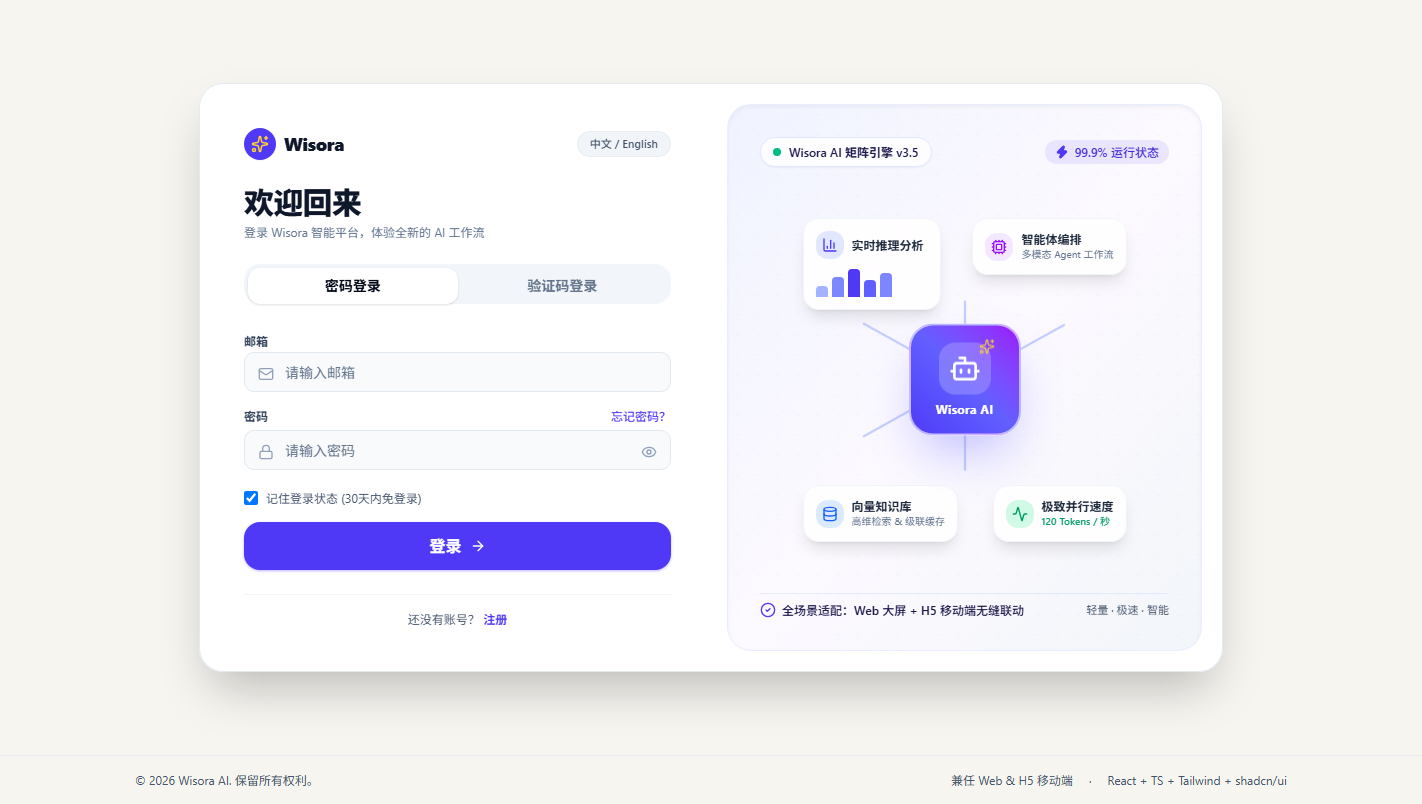 Wisora
中文 / English
欢迎回来
登录 Wisora 智能平台，体验全新的 AI 工作流
密码登录
验证码登录
邮箱
请输入邮箱
密码
忘记密码?
请输入密码
记住登录状态 (30天内免登录)
登录
还没有账号？ 注册
Wisora AI 矩阵引擎 v3.5
99.9% 运行状态
实时推理分析
智能体编排
多模态 Agent 工作流
Wisora AI
向量知识库
高维检索 & 级联缓存
极致并行速度
120 Tokens / 秒
全场景适配：Web 大屏 + H5 移动端无缝联动
轻量 · 极速 · 智能
© 2026 Wisora AI. 保留所有权利。
兼任 Web & H5 移动端 · React + TS + Tailwind + shadcn/ui